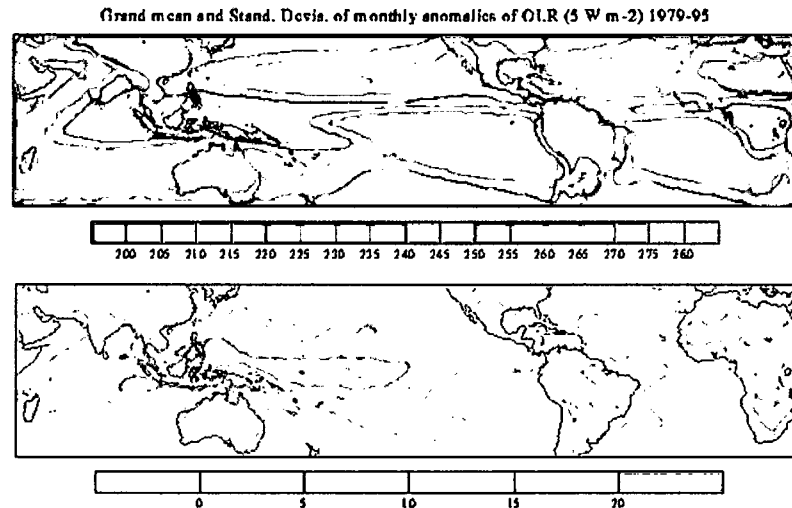 Grand mean and Stand. Devia. of monthly anomalies of OLR (5 W m-2) 1979-95
200 205 210 215 220 225 230 235 240 245 250 255 260 265 270 275 260
0 5 10 15 20